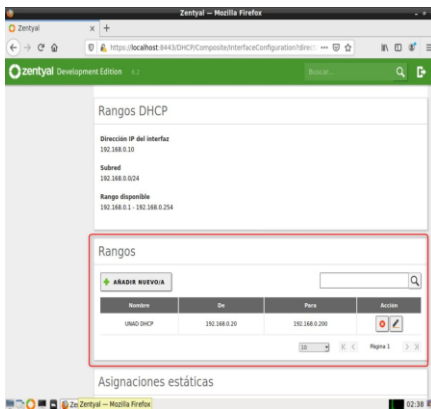 Zentyal — Mozilla Firefox
Zentyal
https://localhost:8443/DHCP/Composite/InterfaceConfiguration?direct
zentyal Development Edition 6.2
Buscar...
Rangos DHCP
Dirección IP del interfaz
192.168.0.10
Subred
192.168.0.0/24
Rango disponible
192.168.0.1 - 192.168.0.254
Rangos
AÑADIR NUEVO/A
Nombre De Para Acción
UNAD DHCP 192.168.0.20 192.168.0.200
10 Página 1
Asignaciones estáticas
Zentyal — Mozilla Firefox
02:38